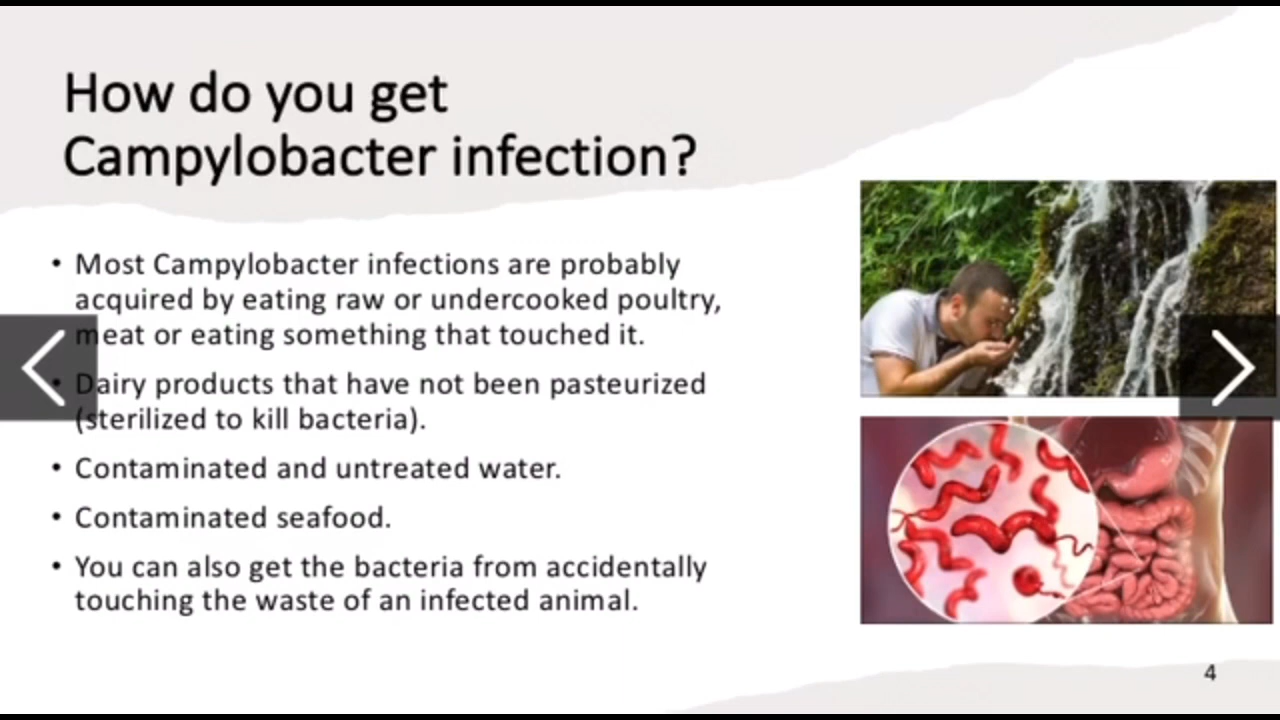 How do you get
Campylobacter infection?
• Most Campylobacter infections are probably
acquired by eating raw or undercooked poultry,
meat or eating something that touched it.
• Dairy products that have not been pasteurized
(sterilized to kill bacteria).
• Contaminated and untreated water.
• Contaminated seafood.
• You can also get the bacteria from accidentally
touching the waste of an infected animal.
4